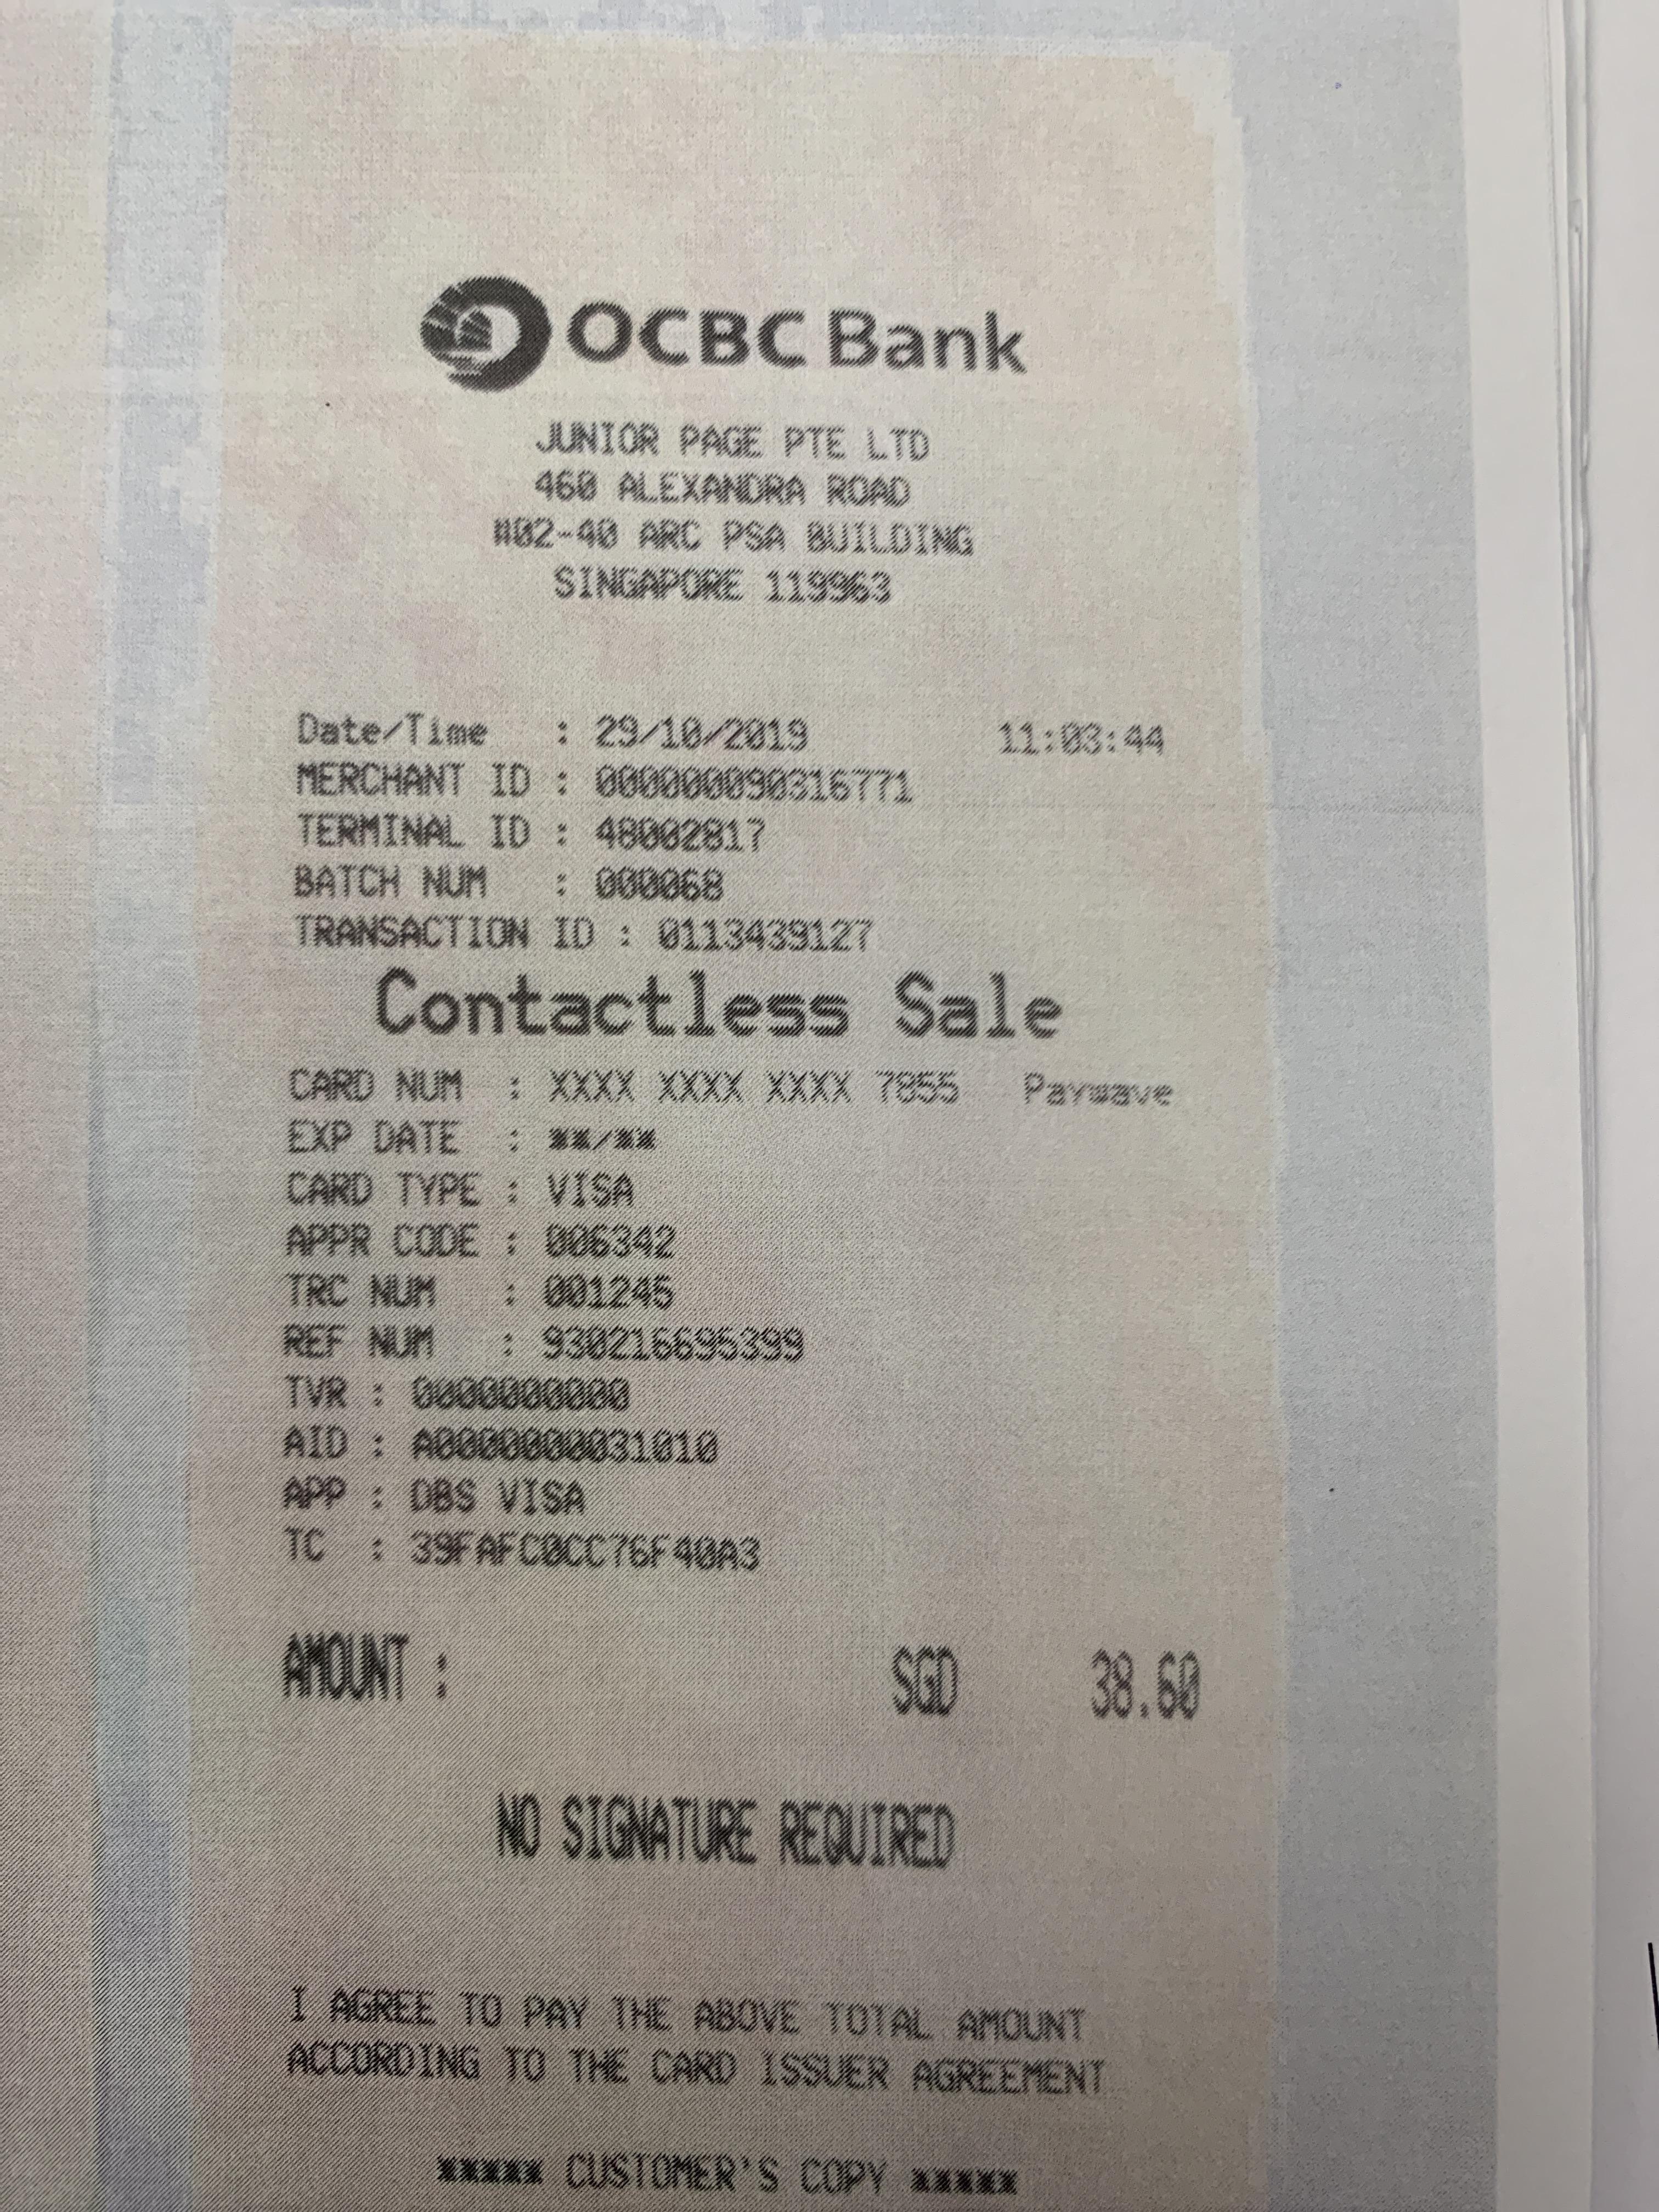 OCBC Bank
JUNIOR PAGE PTE LTD
460 ALEXANDRA ROAD
#02-40 ARC PSA BUILDING
SINGAPORE 119963
Date/Time : 29/10/2019 11:03:44
MERCHANT ID : 000000090316771
TERMINAL ID : 48002817
BATCH NUM : 000068
TRANSACTION ID : 0113439127
Contactless Sale
CARD NUM : XXXX XXXX XXXX 7855 Paywave
EXP DATE : **/**
CARD TYPE : VISA
APPR CODE : 006342
TRC NUM : 001245
REF NUM : 930216695399
TVR : 0000000000
AID : A0000000031010
APP : DBS VISA
TC : 39FAFC0CC76F40A3
AMOUNT : SGD 38.60
NO SIGNATURE REQUIRED
I AGREE TO PAY THE ABOVE TOTAL AMOUNT
ACCORDING TO THE CARD ISSUER AGREEMENT
***** CUSTOMER'S COPY *****